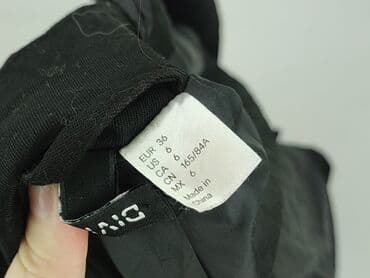 EUR 36
US 6
CA 6
CN 165/84A
MX 6
Made in
China